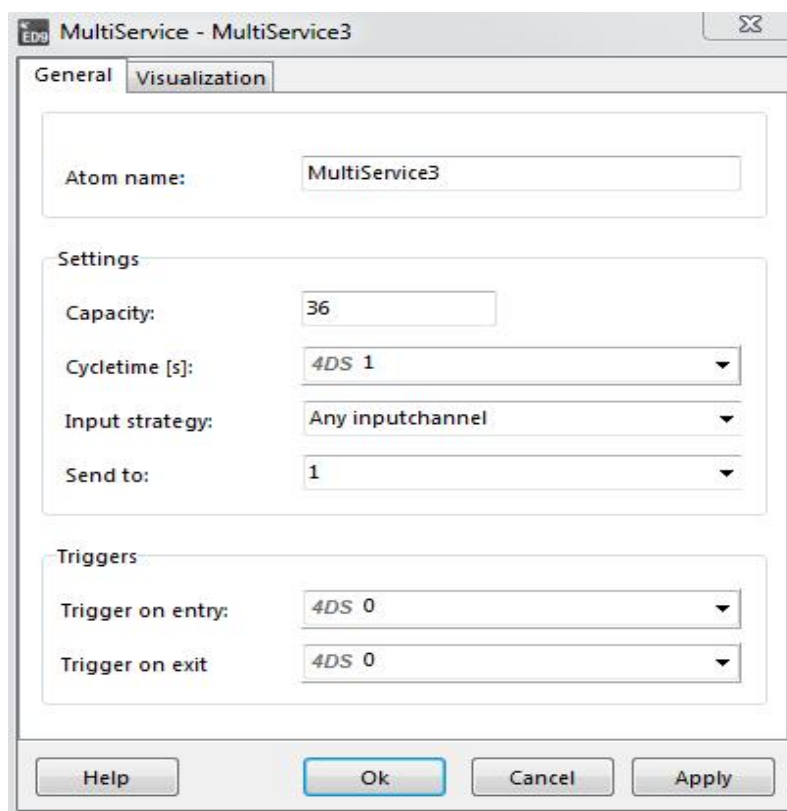 ED9 MultiService - MultiService3
General Visualization
Atom name: MultiService3
Settings
Capacity: 36
Cycletime [s]: 4DS 1
Input strategy: Any inputchannel
Send to: 1
Triggers
Trigger on entry: 4DS 0
Trigger on exit 4DS 0
Help Ok Cancel Apply